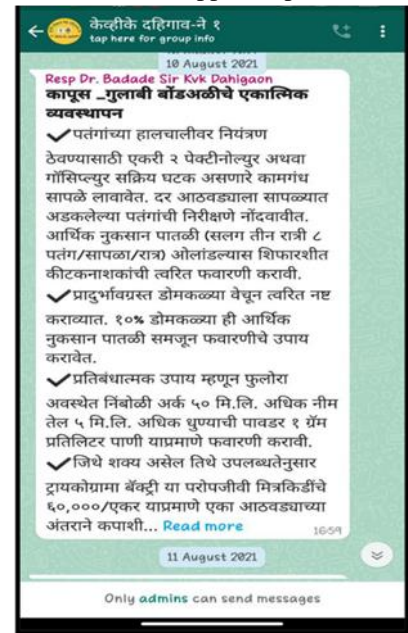 केव्हीके दहिगाव-ने १
tap here for group info
10 August 2021
Resp Dr. Badade Sir Kvk Dahigaon
कापूस _गुलाबी बोंडअळीचे एकात्मिक
व्यवस्थापन
✓पतंगांच्या हालचालीवर नियंत्रण
ठेवण्यासाठी एकरी २ पेक्टीनोल्युर अथवा
गॉसिप्ल्युर सक्रिय घटक असणारे कामगंध
सापळे लावावेत. दर आठवड्याला सापळ्यात
अडकलेल्या पतंगांची निरीक्षणे नोंदवावीत.
आर्थिक नुकसान पातळी (सलग तीन रात्री ८
पतंग/सापळा/रात्र) ओलांडल्यास शिफारशीत
कीटकनाशकांची त्वरित फवारणी करावी.
✓प्रादुर्भावग्रस्त डोमकळ्या वेचून त्वरित नष्ट
कराव्यात. १०% डोमकळ्या ही आर्थिक
नुकसान पातळी समजून फवारणीचे उपाय
करावेत.
✓प्रतिबंधात्मक उपाय म्हणून फुलोरा
अवस्थेत निंबोळी अर्क ५० मि.लि. अधिक नीम
तेल ५ मि.लि. अधिक धुण्याची पावडर १ ग्रॅम
प्रतिलिटर पाणी याप्रमाणे फवारणी करावी.
✓जिथे शक्य असेल तिथे उपलब्धतेनुसार
ट्रायकोग्रामा बॅक्ट्री या परोपजीवी मित्रकिडींचे
६०,०००/एकर याप्रमाणे एका आठवड्याच्या
अंतराने कपाशी... Read more
16:59
11 August 2021
Only admins can send messages